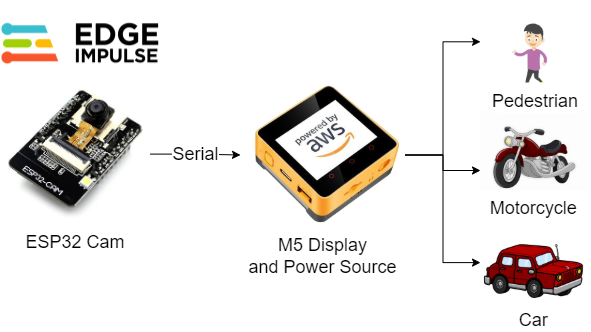 EDGE
IMPULSE
powered by
aws
ESP32-CAM
Serial
Pedestrian
Motorcycle
ESP32 Cam
M5 Display
and Power Source
Car